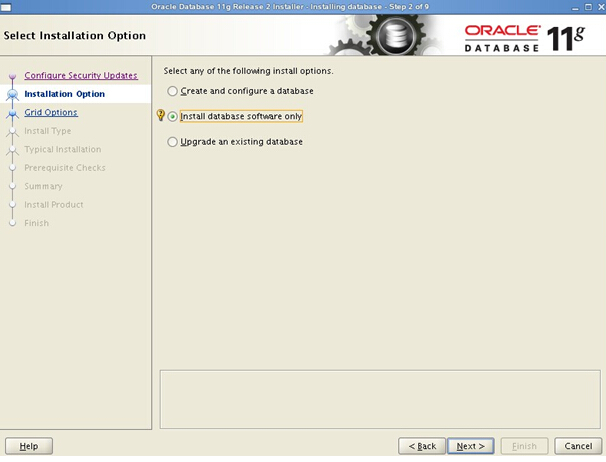 Oracle Database 11g Release 2 Installer - Installing database - Step 2 of 9
Select Installation Option
ORACLE
DATABASE 11g
Configure Security Updates
Installation Option
Grid Options
Install Type
Typical Installation
Prerequisite Checks
Summary
Install Product
Finish
Select any of the following install options.
Create and configure a database
Install database software only
Upgrade an existing database
Help
< Back
Next >
Finish
Cancel